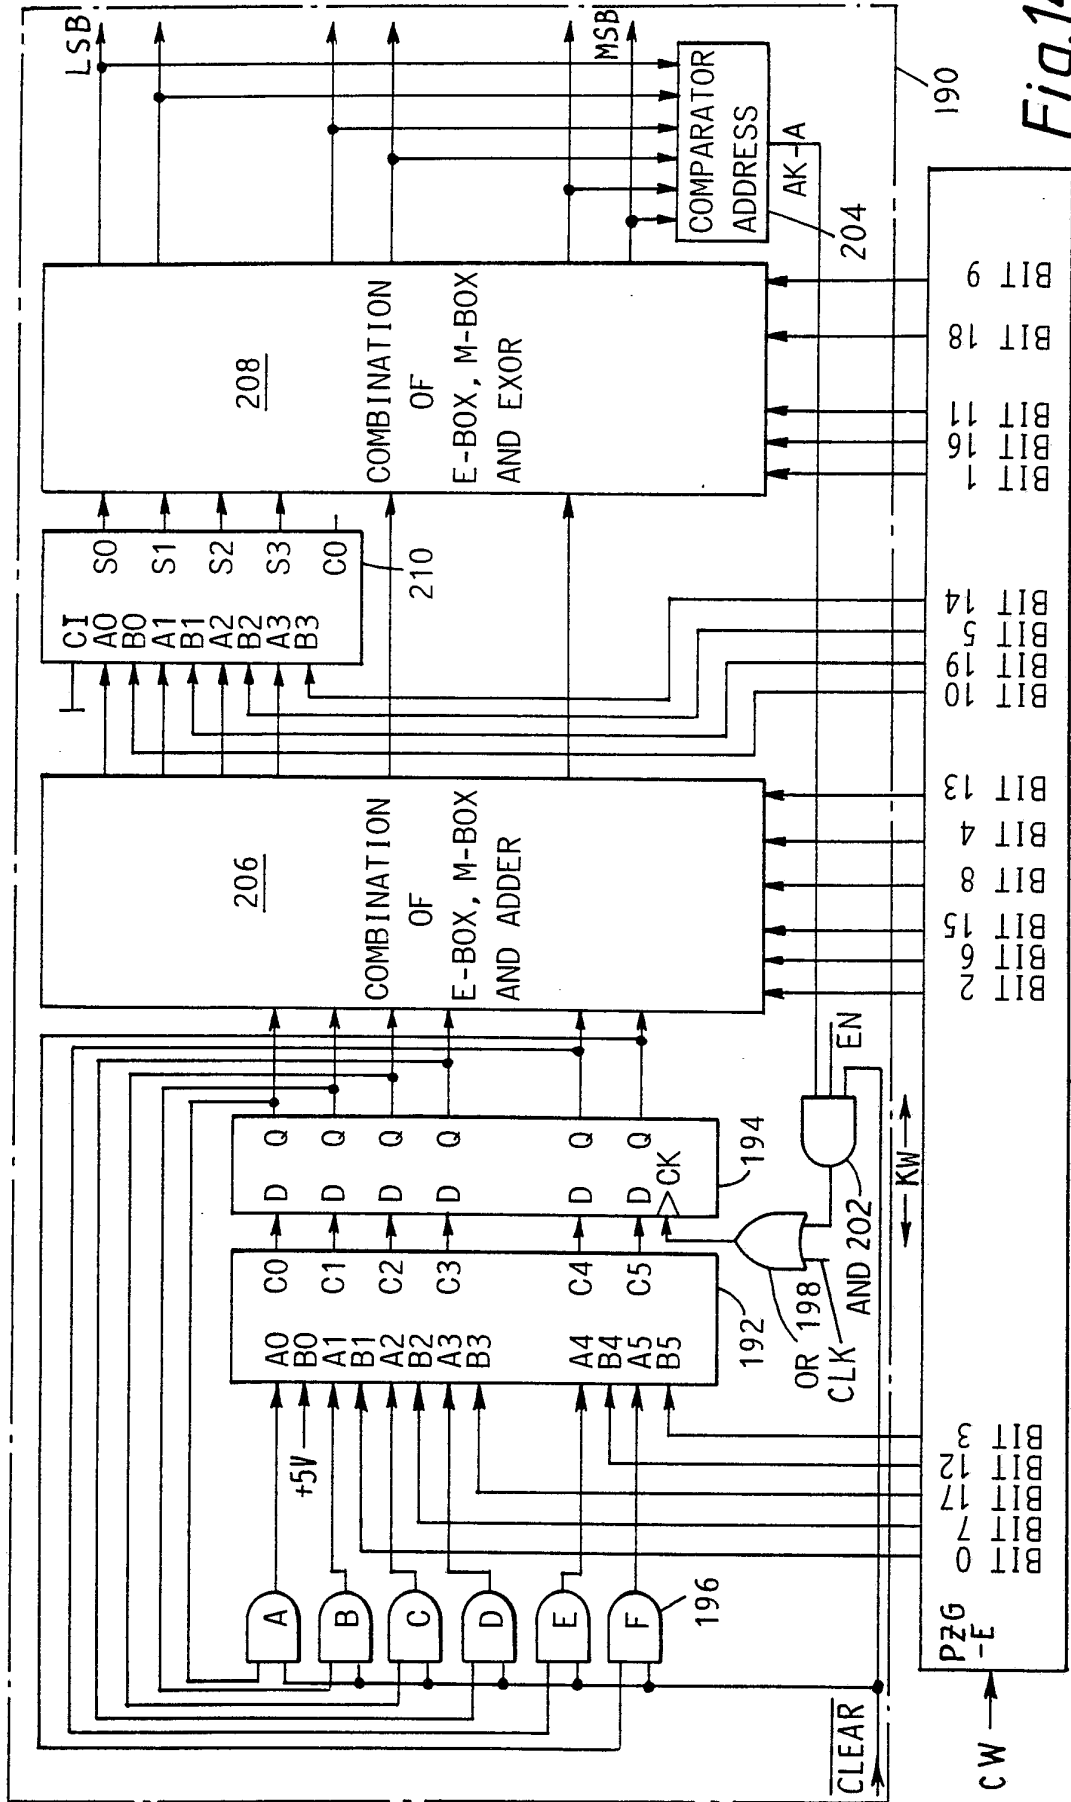 LSB
MSB
COMPARATOR
ADDRESS
AK-A
204
190
Fig.14
208
COMBINATION
OF
E-BOX, M-BOX
AND EXOR
CI
A0
B0
A1
B1
A2
B2
A3
B3
S0
S1
S2
S3
C0
210
206
COMBINATION
OF
E-BOX, M-BOX
AND ADDER
D Q
D Q
D Q
D Q
D Q
D Q
CK
194
A0
B0
A1
B1
A2
B2
A3
B3
A4
B4
A5
B5
C0
C1
C2
C3
C4
C5
192
+5V
A
B
C
D
E
F
196
OR 198
CLK
AND 202
EN
KW
CLEAR
CW
PZG
-E
BIT 0
BIT 7
BIT 17
BIT 12
BIT 3
BIT 2
BIT 6
BIT 15
BIT 8
BIT 4
BIT 13
BIT 10
BIT 19
BIT 5
BIT 14
BIT 1
BIT 16
BIT 11
BIT 18
BIT 9